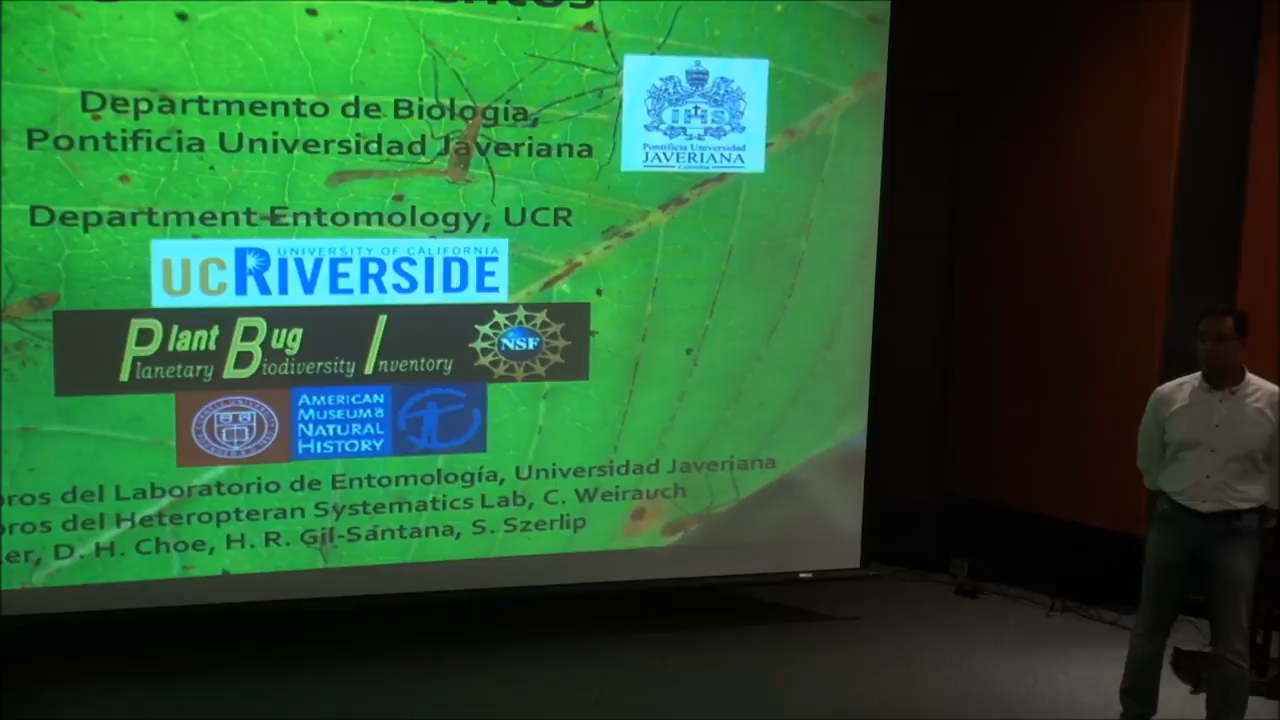 Departmento de Biología,
Pontificia Universidad Javeriana
IHS
Pontificia Universidad
JAVERIANA
Colombia
Department Entomology, UCR
UNIVERSITY OF CALIFORNIA
UCRIVERSIDE
Plant Bug I
Planetary Biodiversity Inventory
NSF
AMERICAN
MUSEUM ö
NATURAL
HISTORY
del Laboratorio de Entomología, Universidad Javeriana
del Heteropteran Systematics Lab, C. Weirauch
D. H. Choe, H. R. Gil-Santana, S. Szerlip